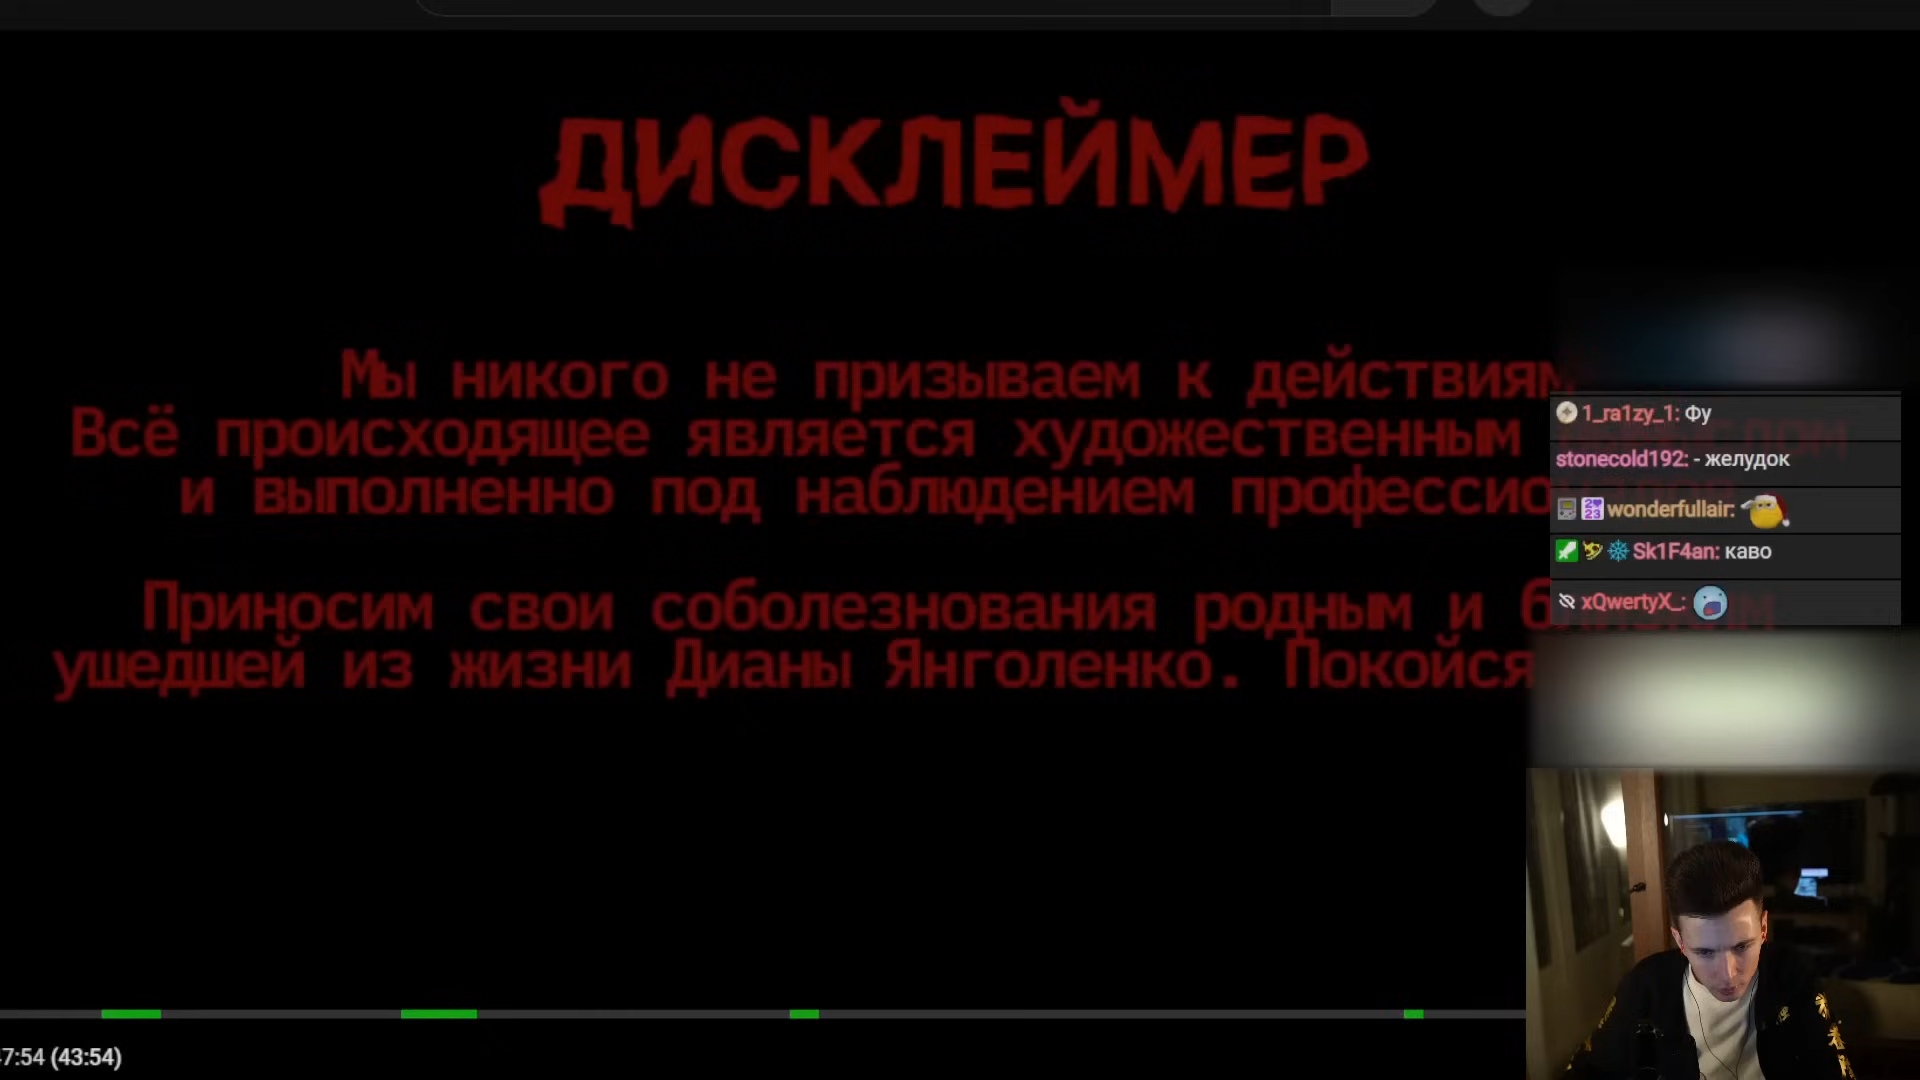 ДИСКЛЕЙМЕР
Мы никого не призываем к действиям
Всё происходящее является художественным
и выполненно под наблюдением
Приносим свои соболезнования родным и
ушедшей из жизни Дианы Янголенко. Покойся
1_ra1zy_1: Фу
stonecold192: - желудок
wonderfullair:
Sk1F4an: каво
xQwertyX_:
7:54 (43:54)